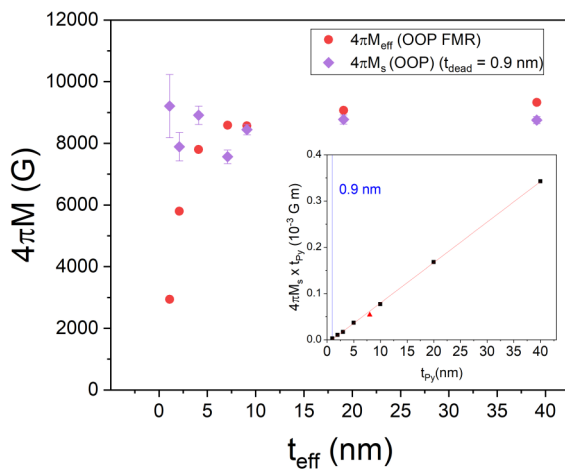 12000
10000
8000
6000
4000
2000
0
4πM (G)
0 5 10 15 20 25 30 35 40
t_eff (nm)
4πM_eff (OOP FMR)
4πM_s (OOP) (t_dead = 0.9 nm)
0.4
0.3
0.2
0.1
0.0
4πM_s x t_Py (10^-3 G m)
0.9 nm
0 5 10 15 20 25 30 35 40
t_Py(nm)